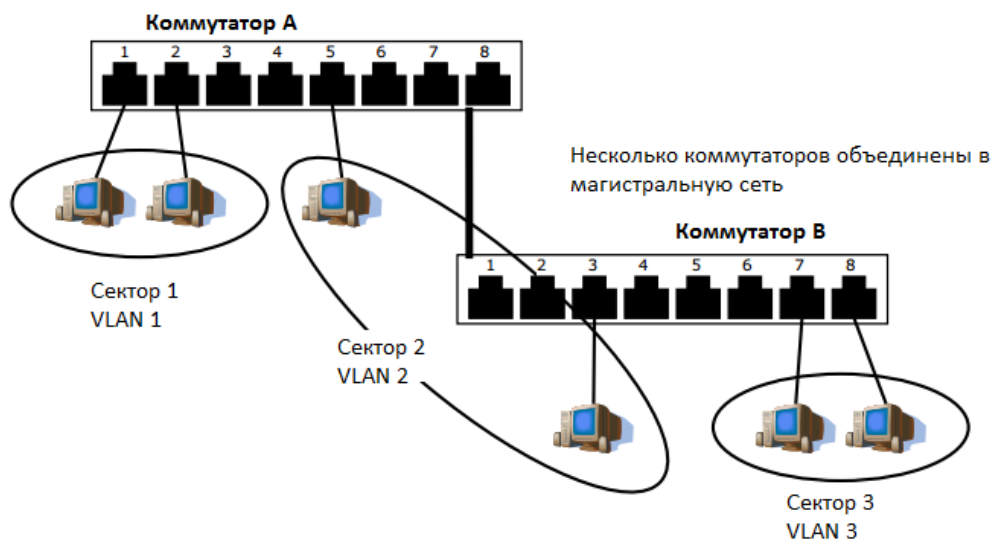 Коммутатор А
1 2 3 4 5 6 7 8
Несколько коммутаторов объединены в
магистральную сеть
Коммутатор В
1 2 3 4 5 6 7 8
Сектор 1
VLAN 1
Сектор 2
VLAN 2
Сектор 3
VLAN 3